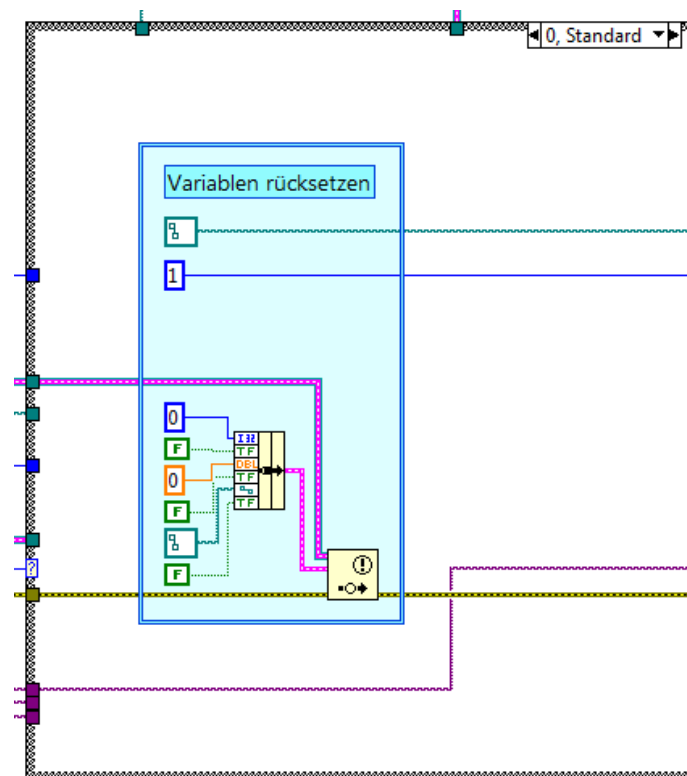 0, Standard
Variablen rücksetzen
1
0
I32
F
TF
0
DBL
TF
F
TF
F
?